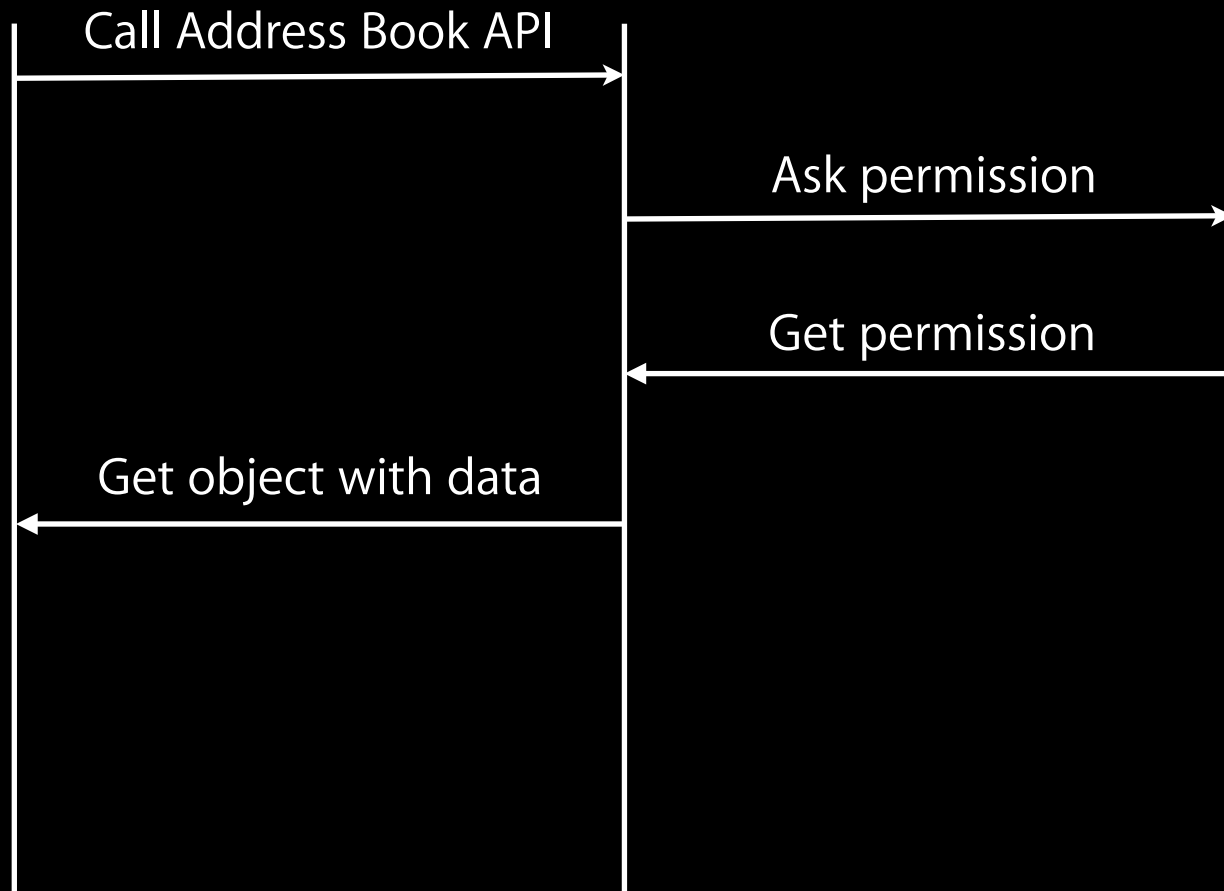 Call Address Book API
Ask permission
Get permission
Get object with data